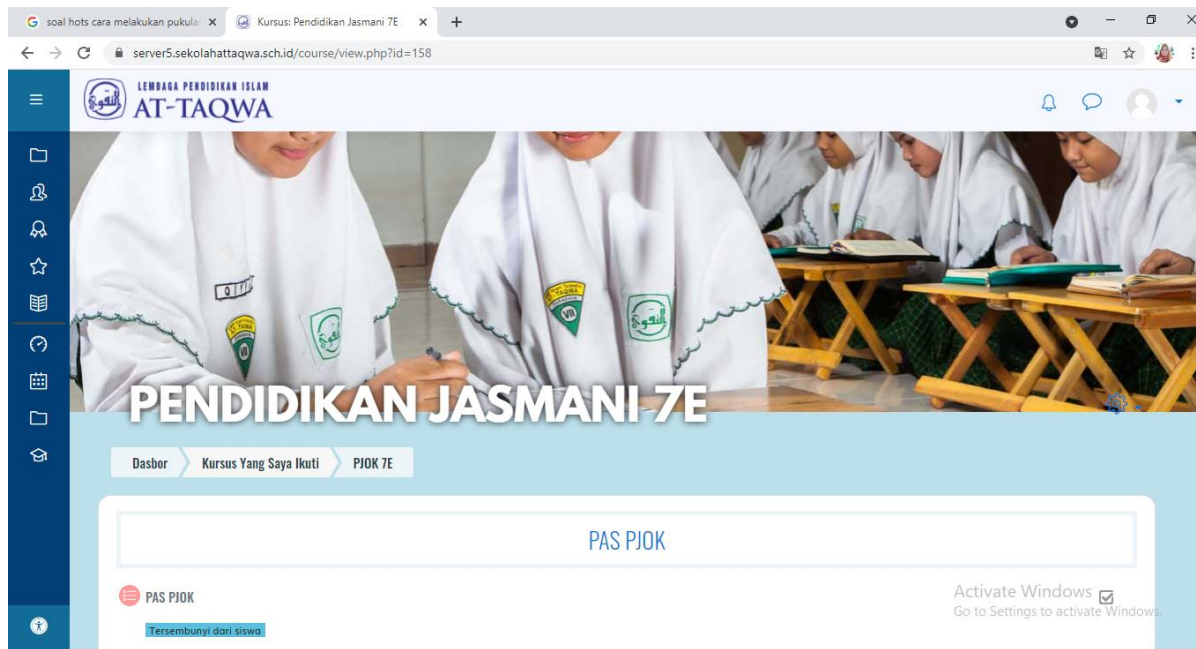 soal hots cara melakukan pukula
Kursus: Pendidikan Jasmani 7E
server5.sekolahattaqwa.sch.id/course/view.php?id=158
LEMBAGA PENDIDIKAN ISLAM
AT-TAQWA
PENDIDIKAN JASMANI 7E
Dasbor
Kursus Yang Saya Ikuti
PJOK 7E
PAS PJOK
PAS PJOK
Tersembunyi dari siswa
Activate Windows
Go to Settings to activate Windows.